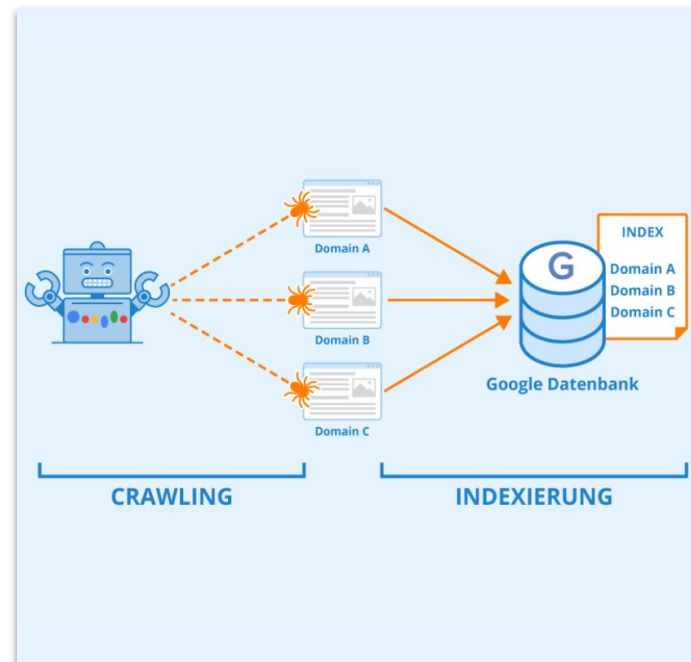 Domain A
Domain B
Domain C
G
INDEX
Domain A
Domain B
Domain C
Google Datenbank
CRAWLING
INDEXIERUNG